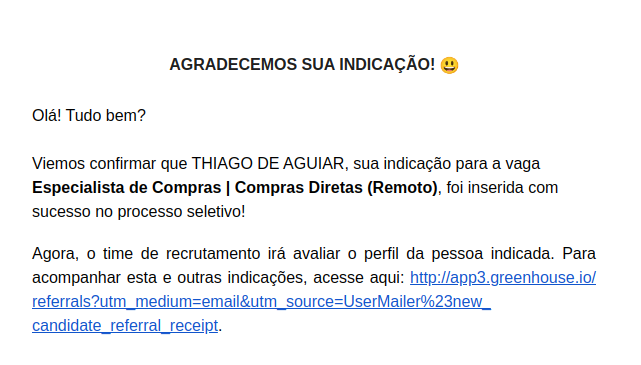 AGRADECEMOS SUA INDICAÇÃO! 😃
Olá! Tudo bem?
Viemos confirmar que THIAGO DE AGUIAR, sua indicação para a vaga
Especialista de Compras | Compras Diretas (Remoto), foi inserida com
sucesso no processo seletivo!
Agora, o time de recrutamento irá avaliar o perfil da pessoa indicada. Para
acompanhar esta e outras indicações, acesse aqui: http://app3.greenhouse.io/
referrals?utm_medium=email&utm_source=UserMailer%23new_
candidate_referral_receipt.